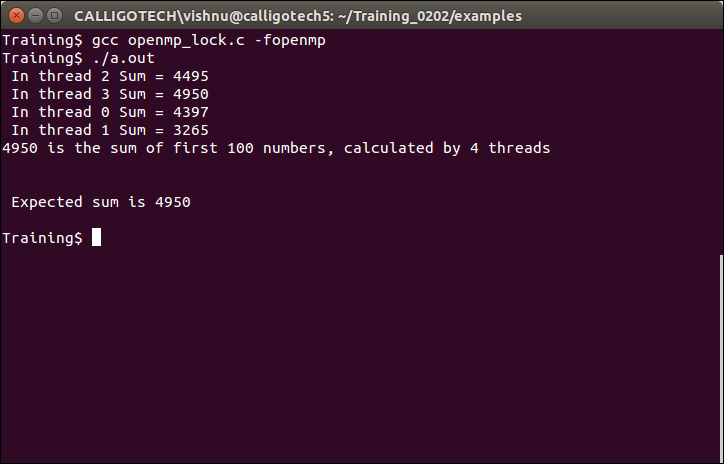 CALLIGOTECH\vishnu@calligotech5: ~/Training_0202/examples
Training$ gcc openmp_lock.c -fopenmp
Training$ ./a.out
In thread 2 Sum = 4495
In thread 3 Sum = 4950
In thread 0 Sum = 4397
In thread 1 Sum = 3265
4950 is the sum of first 100 numbers, calculated by 4 threads
Expected sum is 4950
Training$